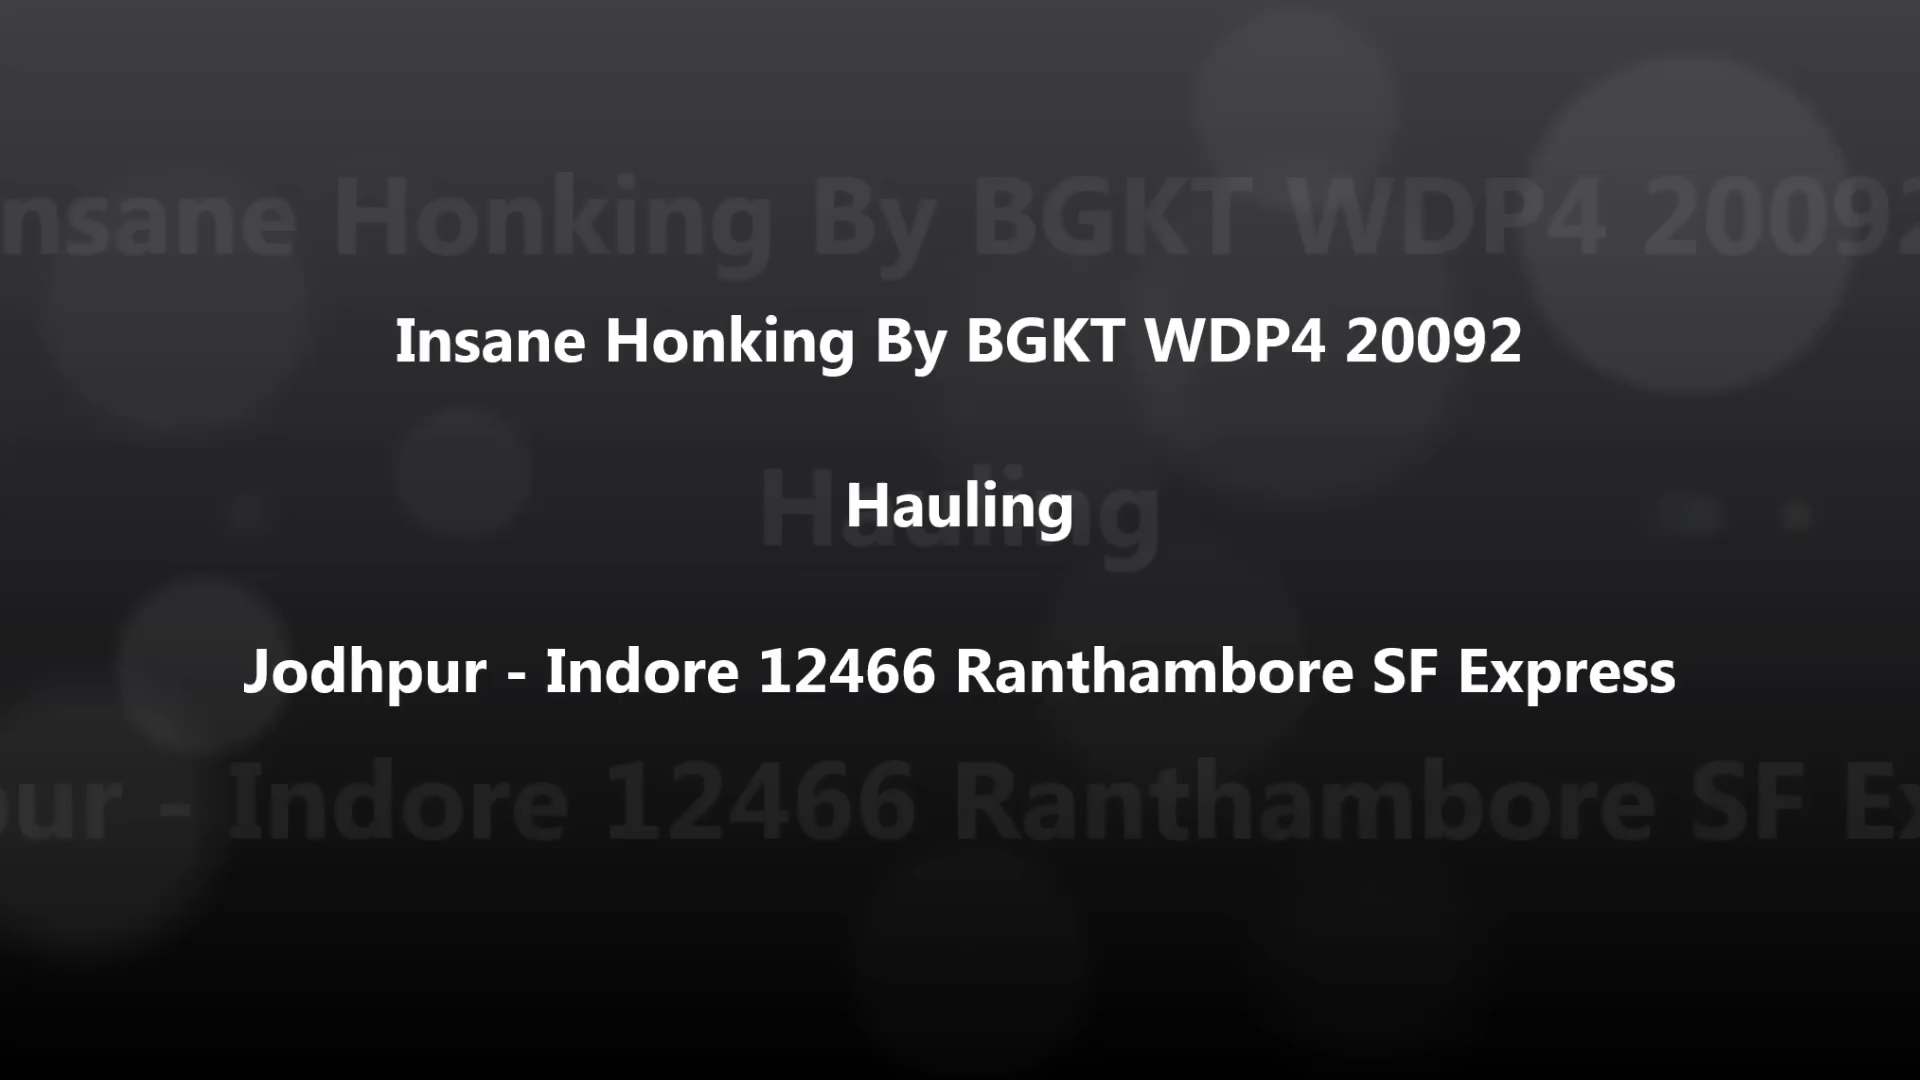 Insane Honking By BGKT WDP4 20092
Hauling
Jodhpur - Indore 12466 Ranthambore SF Express